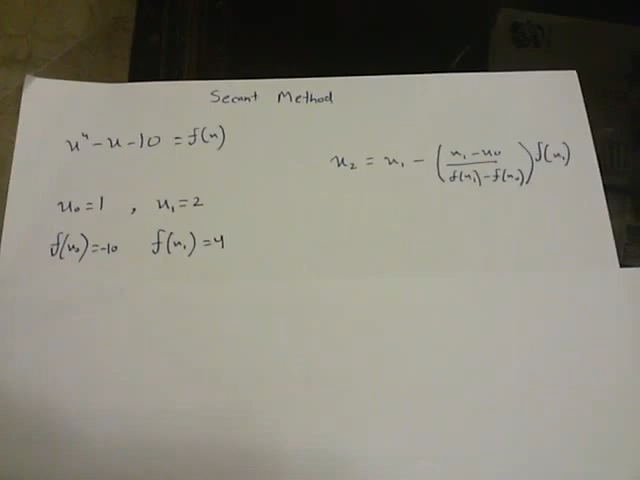 Secant Method
x⁴ - x - 10 = f(x)
x₂ = x₁ - ((x₁ - x₀)/(f(x₁) - f(x₀))) f(x₁)
x₀ = 1 , x₁ = 2
f(x₀) = -10 f(x₁) = 4